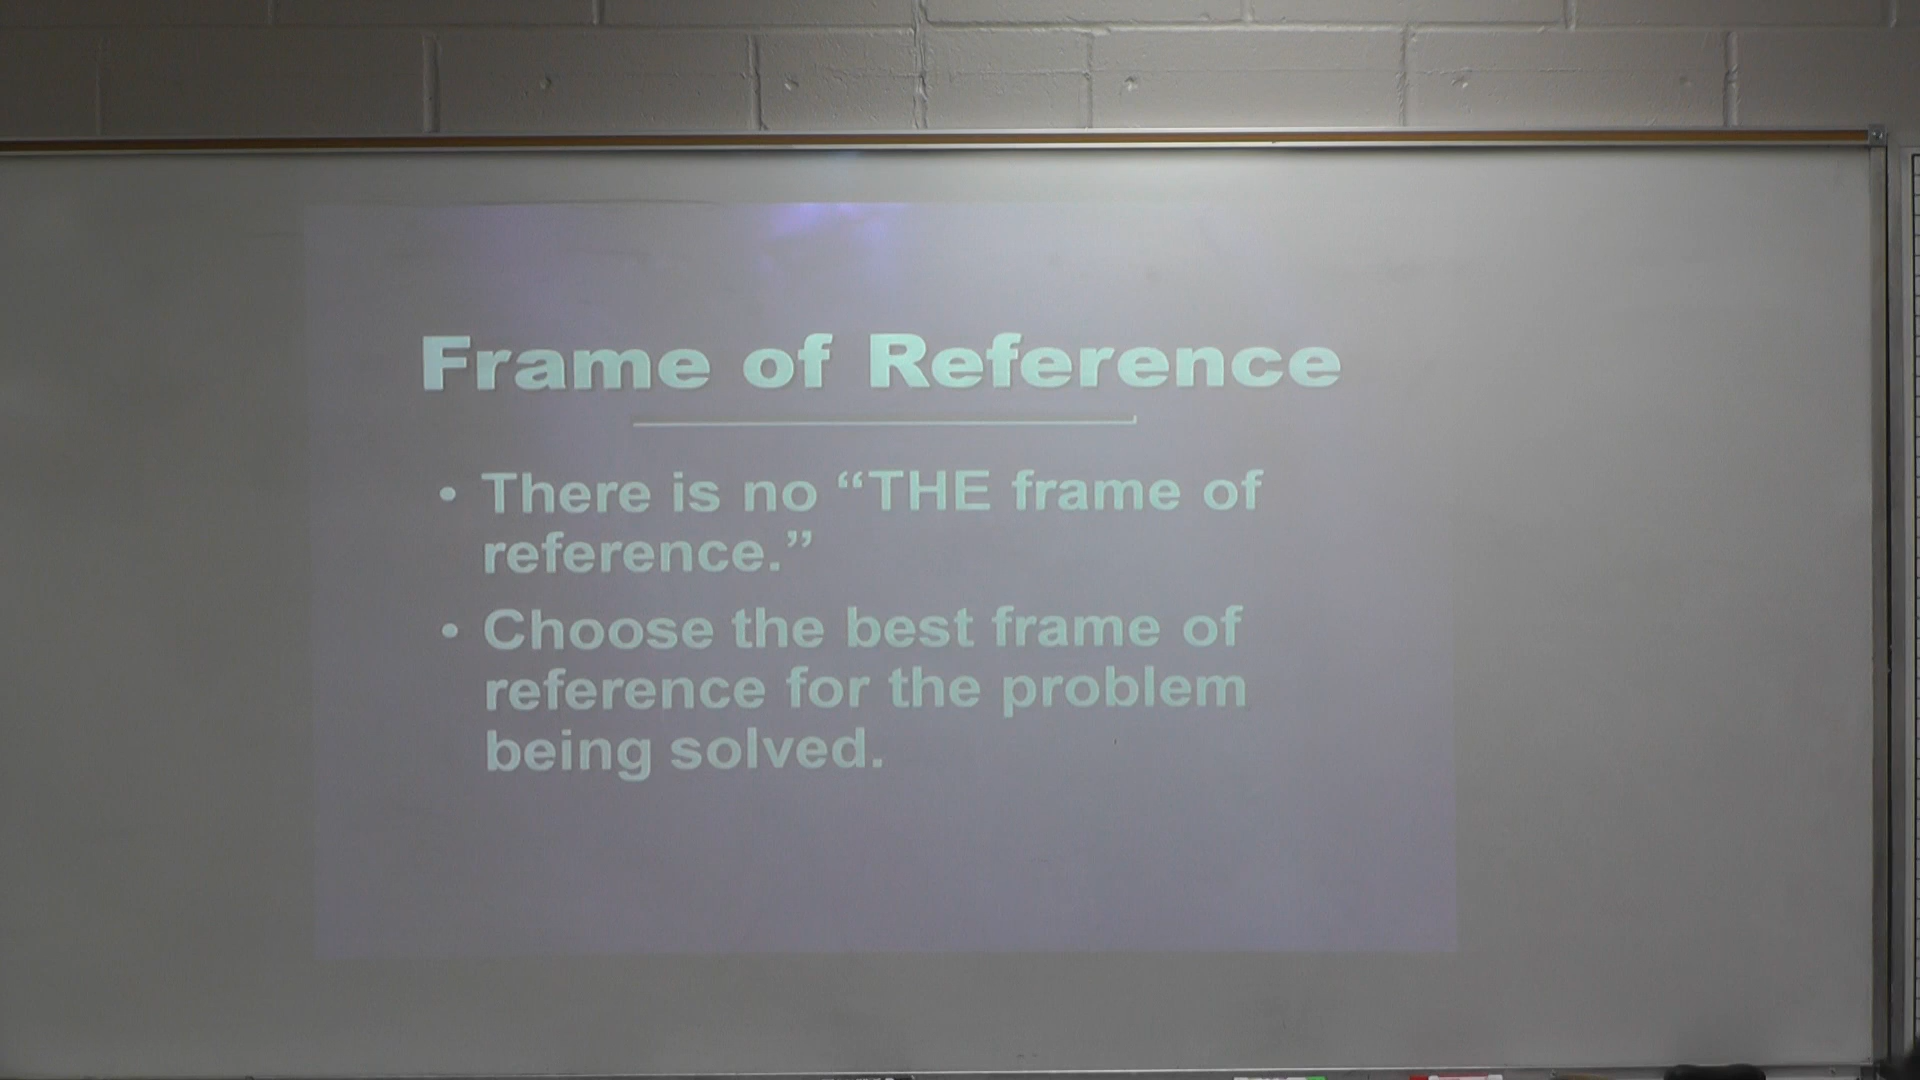 Frame of Reference
• There is no “THE frame of
reference.”
• Choose the best frame of
reference for the problem
being solved.